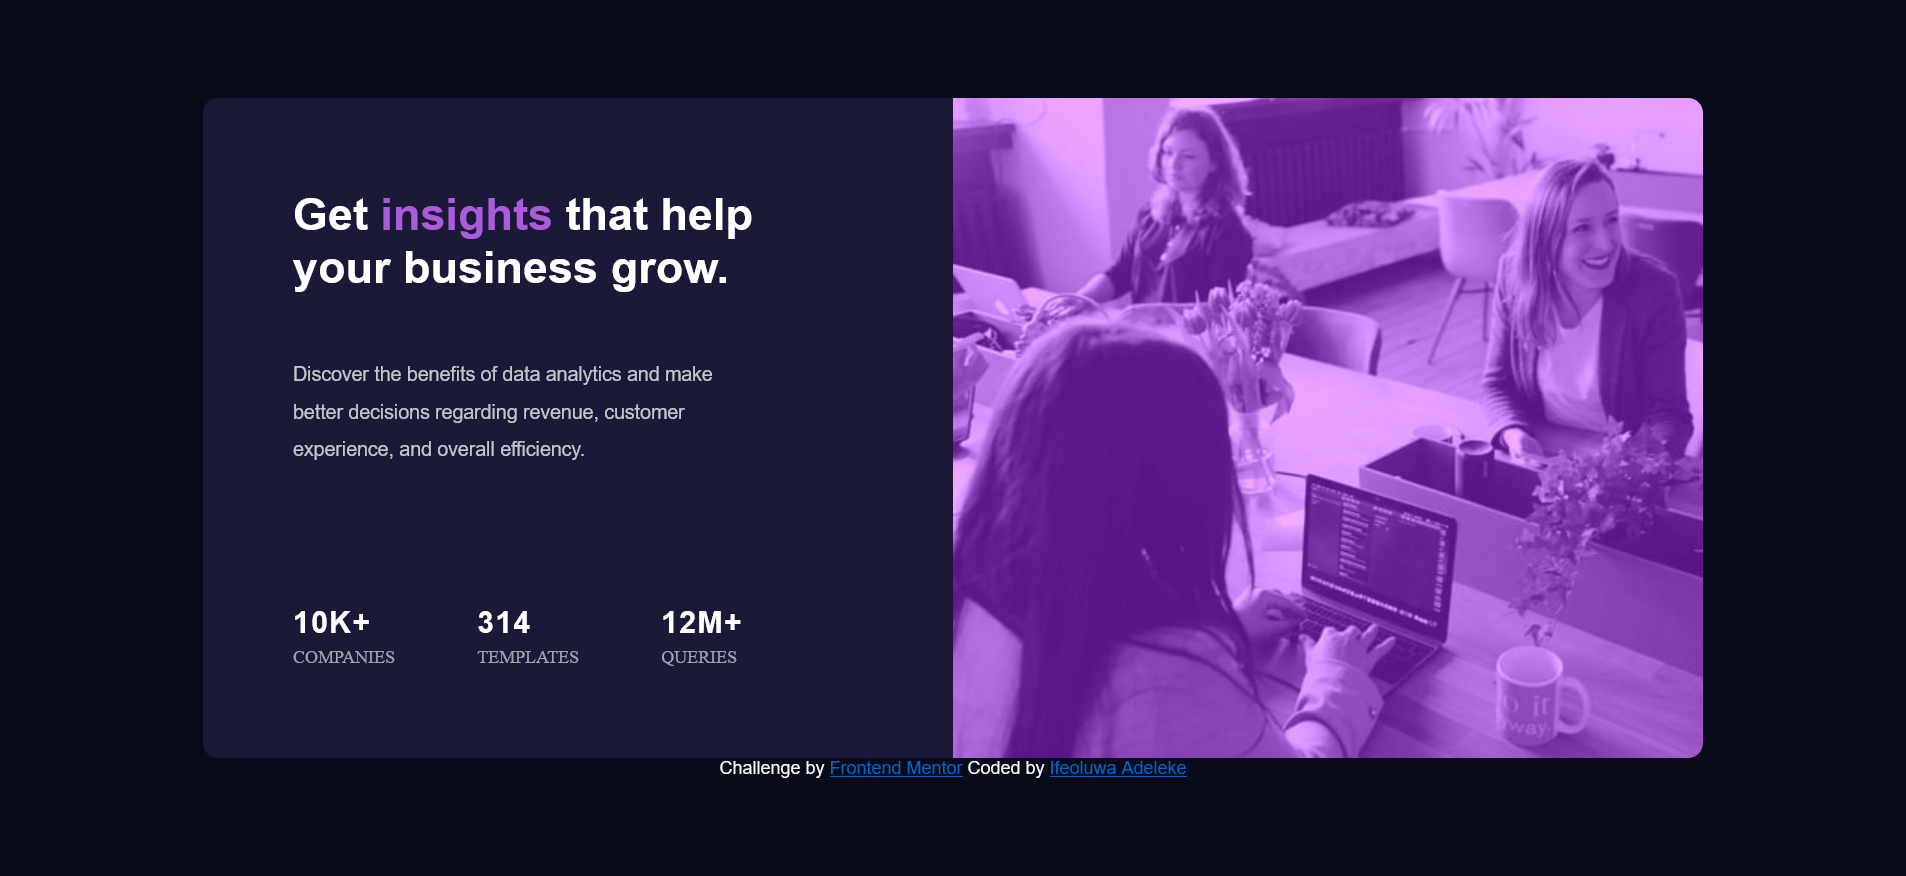 Get insights that help
your business grow.
Discover the benefits of data analytics and make
better decisions regarding revenue, customer
experience, and overall efficiency.
10K+ 314 12M+
COMPANIES TEMPLATES QUERIES
Challenge by Frontend Mentor Coded by Ifeoluwa Adeleke